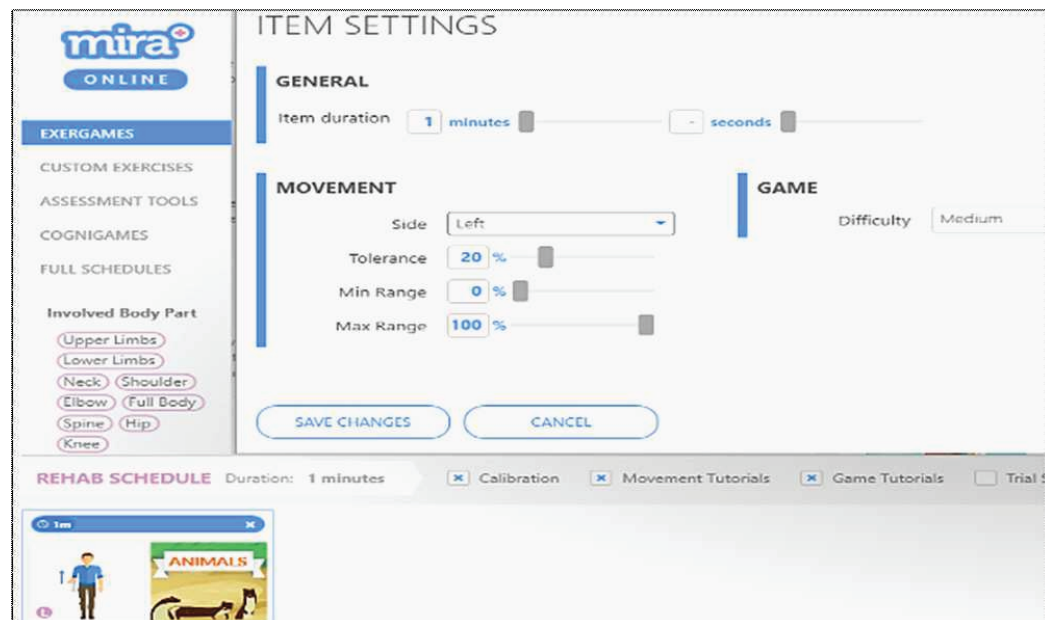 mira+
ONLINE
EXERGAMES
CUSTOM EXERCISES
ASSESSMENT TOOLS
COGNIGAMES
FULL SCHEDULES
Involved Body Part
Upper Limbs
Lower Limbs
Neck Shoulder
Elbow Full Body
Spine Hip
Knee
ITEM SETTINGS
GENERAL
Item duration 1 minutes - seconds
MOVEMENT
Side Left
Tolerance 20 %
Min Range 0 %
Max Range 100 %
GAME
Difficulty Medium
SAVE CHANGES CANCEL
REHAB SCHEDULE Duration: 1 minutes Calibration Movement Tutorials Game Tutorials Trial
1m
ANIMALS
L